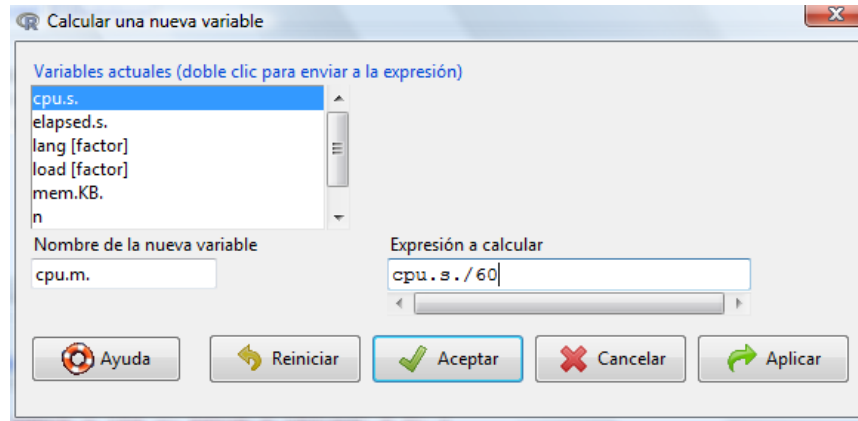 Calcular una nueva variable
Variables actuales (doble clic para enviar a la expresión)
cpu.s.
elapsed.s.
lang [factor]
load [factor]
mem.KB.
n
Nombre de la nueva variable Expresión a calcular
cpu.m. cpu.s./60
Ayuda Reiniciar Aceptar Cancelar Aplicar